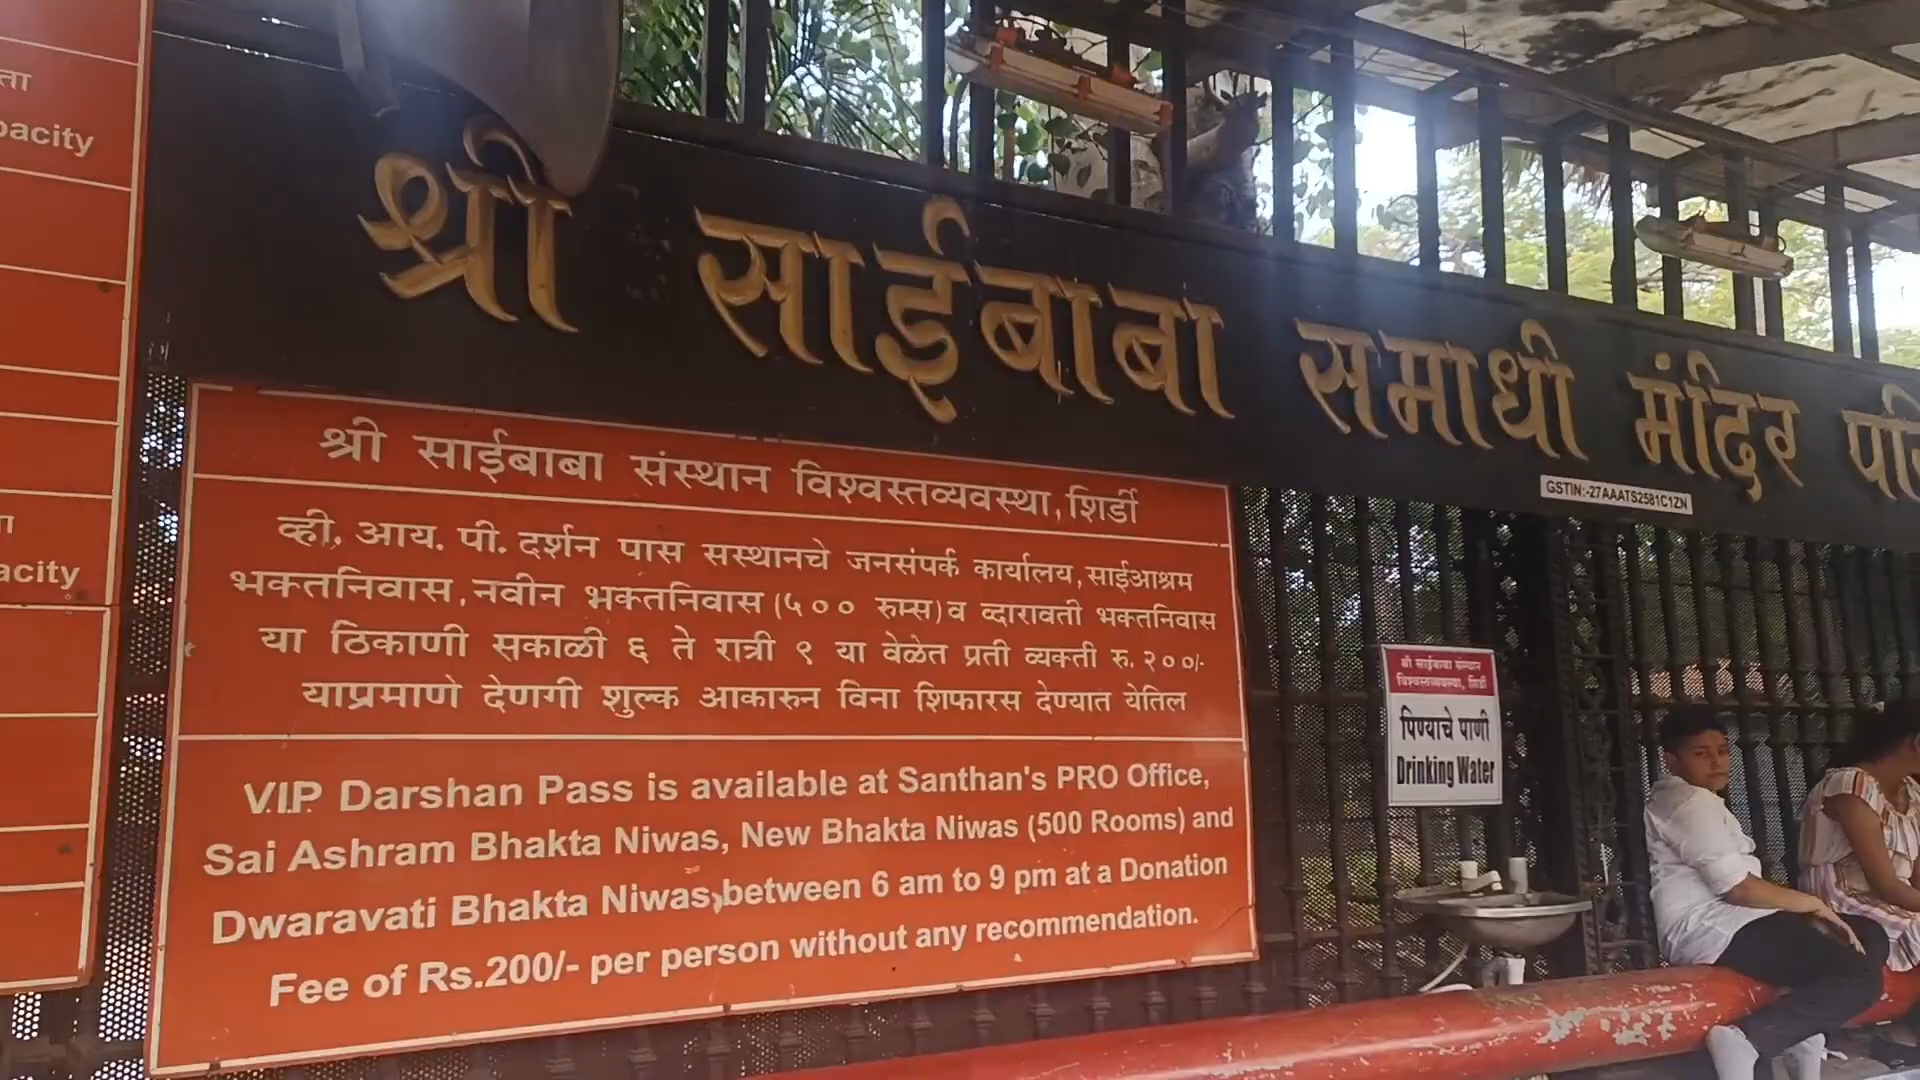 ता
pacity
ता
acity
श्री साईबाबा समाधी मंदिर
GSTIN:-27AAATS2581C1ZN
श्री साईबाबा संस्थान विश्वस्तव्यवस्था, शिर्डी
व्ही. आय. पी. दर्शन पास सस्थानचे जनसंपर्क कार्यालय, साईआश्रम
भक्तनिवास, नवीन भक्तनिवास (५०० रुम्स) व व्दारावती भक्तनिवास
या ठिकाणी सकाळी ६ ते रात्री ९ या वेळेत प्रती व्यक्ती रु. २००/-
याप्रमाणे देणगी शुल्क आकारुन विना शिफारस देण्यात येतिल
V.I.P. Darshan Pass is available at Santhan's PRO Office,
Sai Ashram Bhakta Niwas, New Bhakta Niwas (500 Rooms) and
Dwaravati Bhakta Niwas, between 6 am to 9 pm at a Donation
Fee of Rs.200/- per person without any recommendation.
श्री साईबाबा संस्थान
विश्वस्तव्यवस्था, शिर्डी
पिण्याचे पाणी
Drinking Water